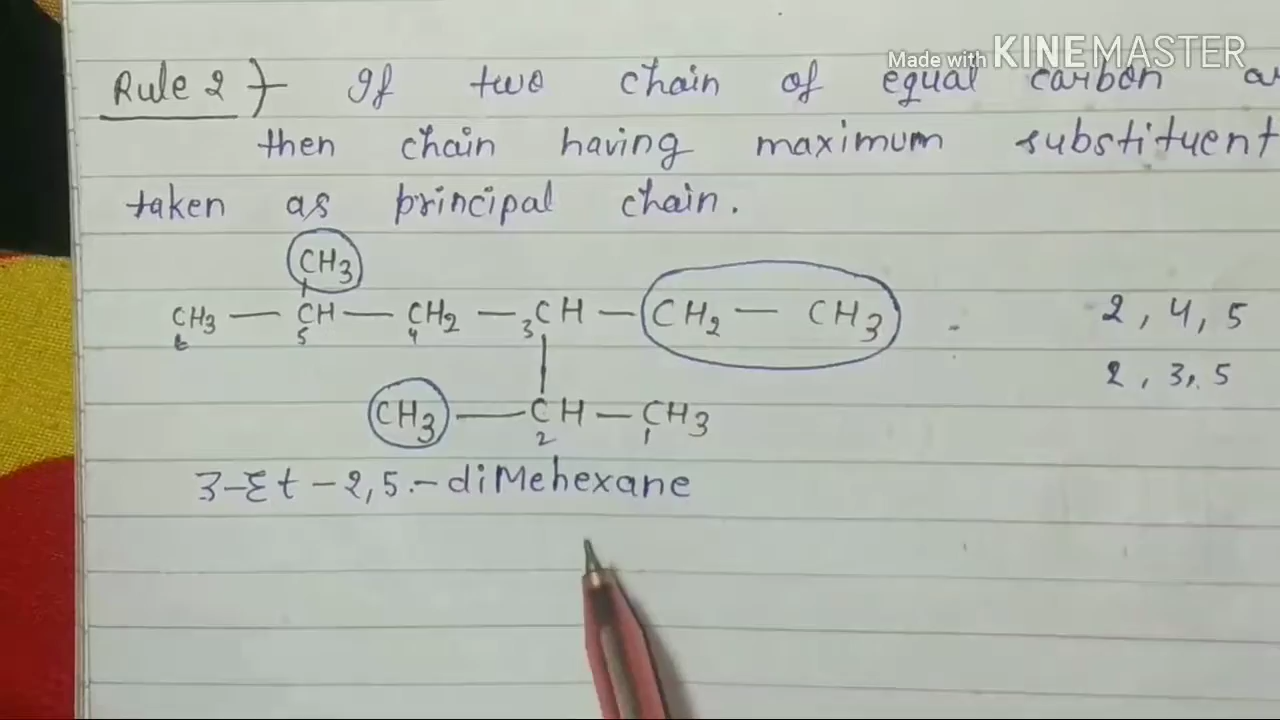 Made with KINEMASTER
Rule 2 )- If two chain of equal carbon
then chain having maximum substituent
taken as principal chain.
CH3
CH3 — CH — CH2 — 3CH — CH2 — CH3 2, 4, 5
6 5 4
2, 3, 5
CH3 — CH — CH3
2 1
3-Et-2,5.-diMehexane